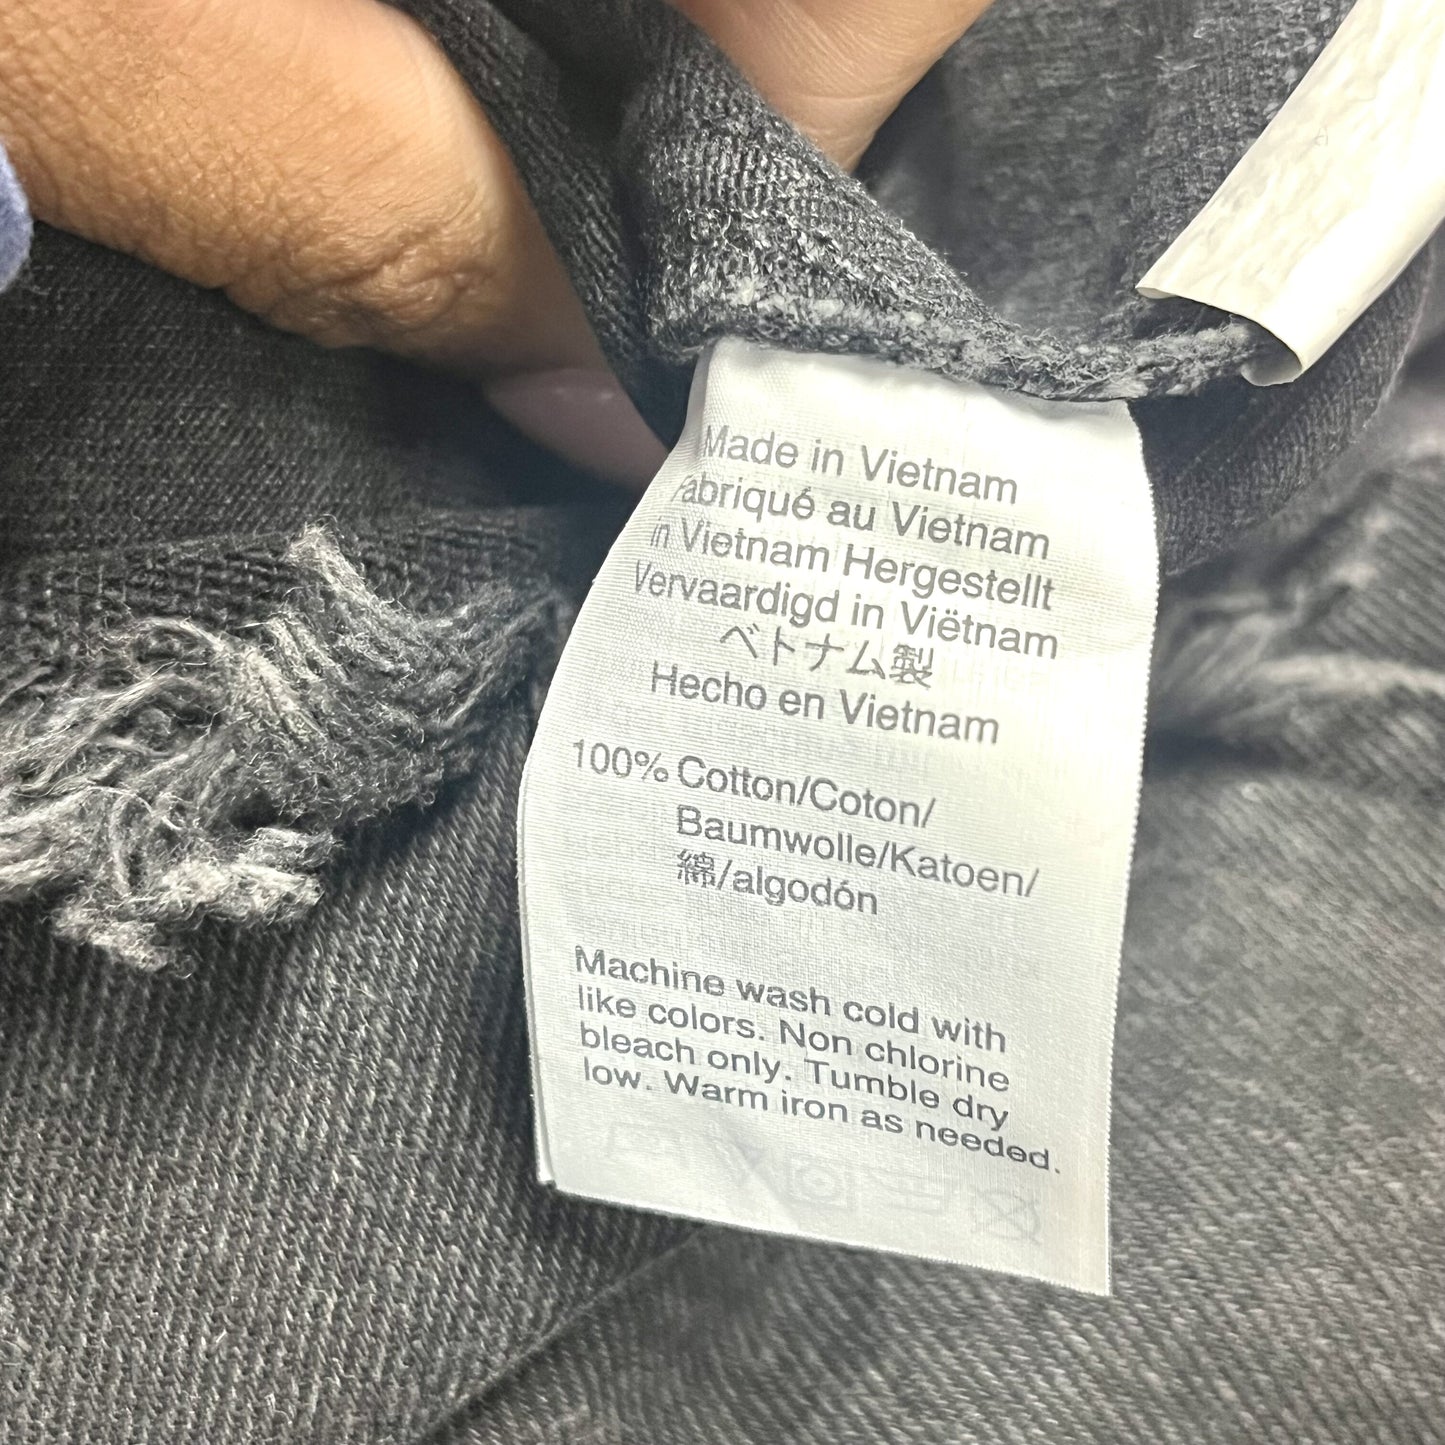 Made in Vietnam
Fabriqué au Vietnam
in Vietnam Hergestellt
Vervaardigd in Viëtnam
ベトナム製
Hecho en Vietnam
100% Cotton/Coton/
Baumwolle/Katoen/
綿/algodón
Machine wash cold with
like colors. Non chlorine
bleach only. Tumble dry
low. Warm iron as needed.